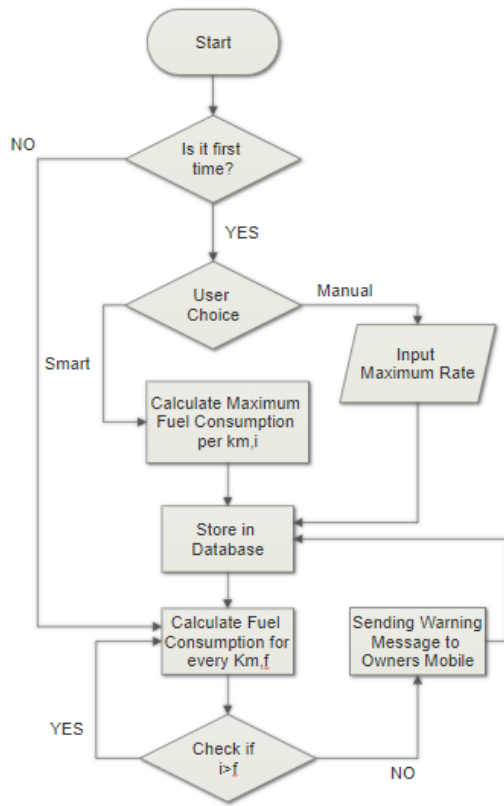 Start
NO
Is it first
time?
YES
User
Choice
Manual
Smart
Input
Maximum Rate
Calculate Maximum
Fuel Consumption
per km,i
Store in
Database
Calculate Fuel
Consumption for
every Km,f
Sending Warning
Message to
Owners Mobile
YES
Check if
i>f
NO